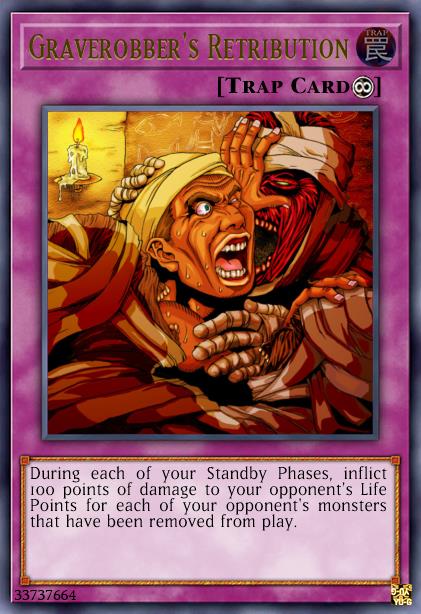 Graverobber's Retribution
TRAP
罠
[Trap Card]
During each of your Standby Phases, inflict
100 points of damage to your opponent's Life
Points for each of your opponent's monsters
that have been removed from play.
33737664